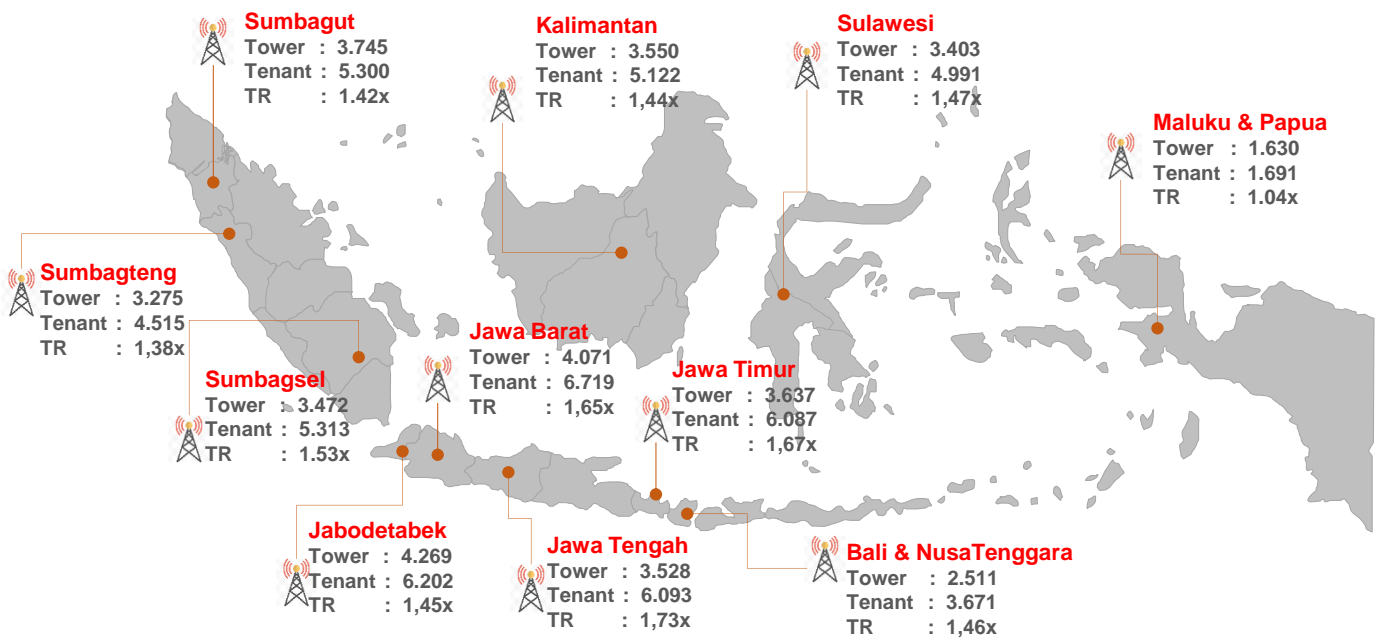 Sumbagut
Tower : 3.745
Tenant : 5.300
TR : 1.42x
Kalimantan
Tower : 3.550
Tenant : 5.122
TR : 1,44x
Sulawesi
Tower : 3.403
Tenant : 4.991
TR : 1,47x
Maluku & Papua
Tower : 1.630
Tenant : 1.691
TR : 1.04x
Sumbagteng
Tower : 3.275
Tenant : 4.515
TR : 1,38x
Sumbagsel
Tower : 3.472
Tenant : 5.313
TR : 1.53x
Jawa Barat
Tower : 4.071
Tenant : 6.719
TR : 1,65x
Jawa Timur
Tower : 3.637
Tenant : 6.087
TR : 1,67x
Jabodetabek
Tower : 4.269
Tenant : 6.202
TR : 1,45x
Jawa Tengah
Tower : 3.528
Tenant : 6.093
TR : 1,73x
Bali & NusaTenggara
Tower : 2.511
Tenant : 3.671
TR : 1,46x